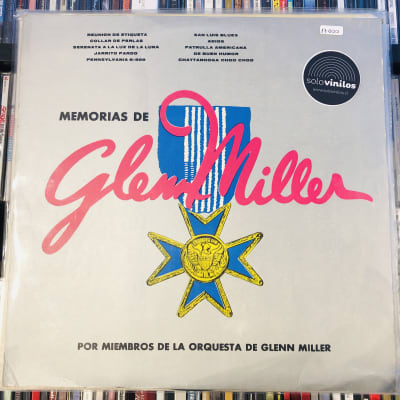 REUNION DE ETIQUETA
COLLAR DE PERLAS
SERENATA A LA LUZ DE LA LUNA
JARRITO PARDO
PENNSYLVANIA 6-500
SAN LUIS BLUES
ADIOS
PATRULLA AMERICANA
DE BUEN HUMOR
CHATTANOOGA CHOO CHOO
solovinilos
MEMORIAS DE
Glenn Miller
POR MIEMBROS DE LA ORQUESTA DE GLENN MILLER